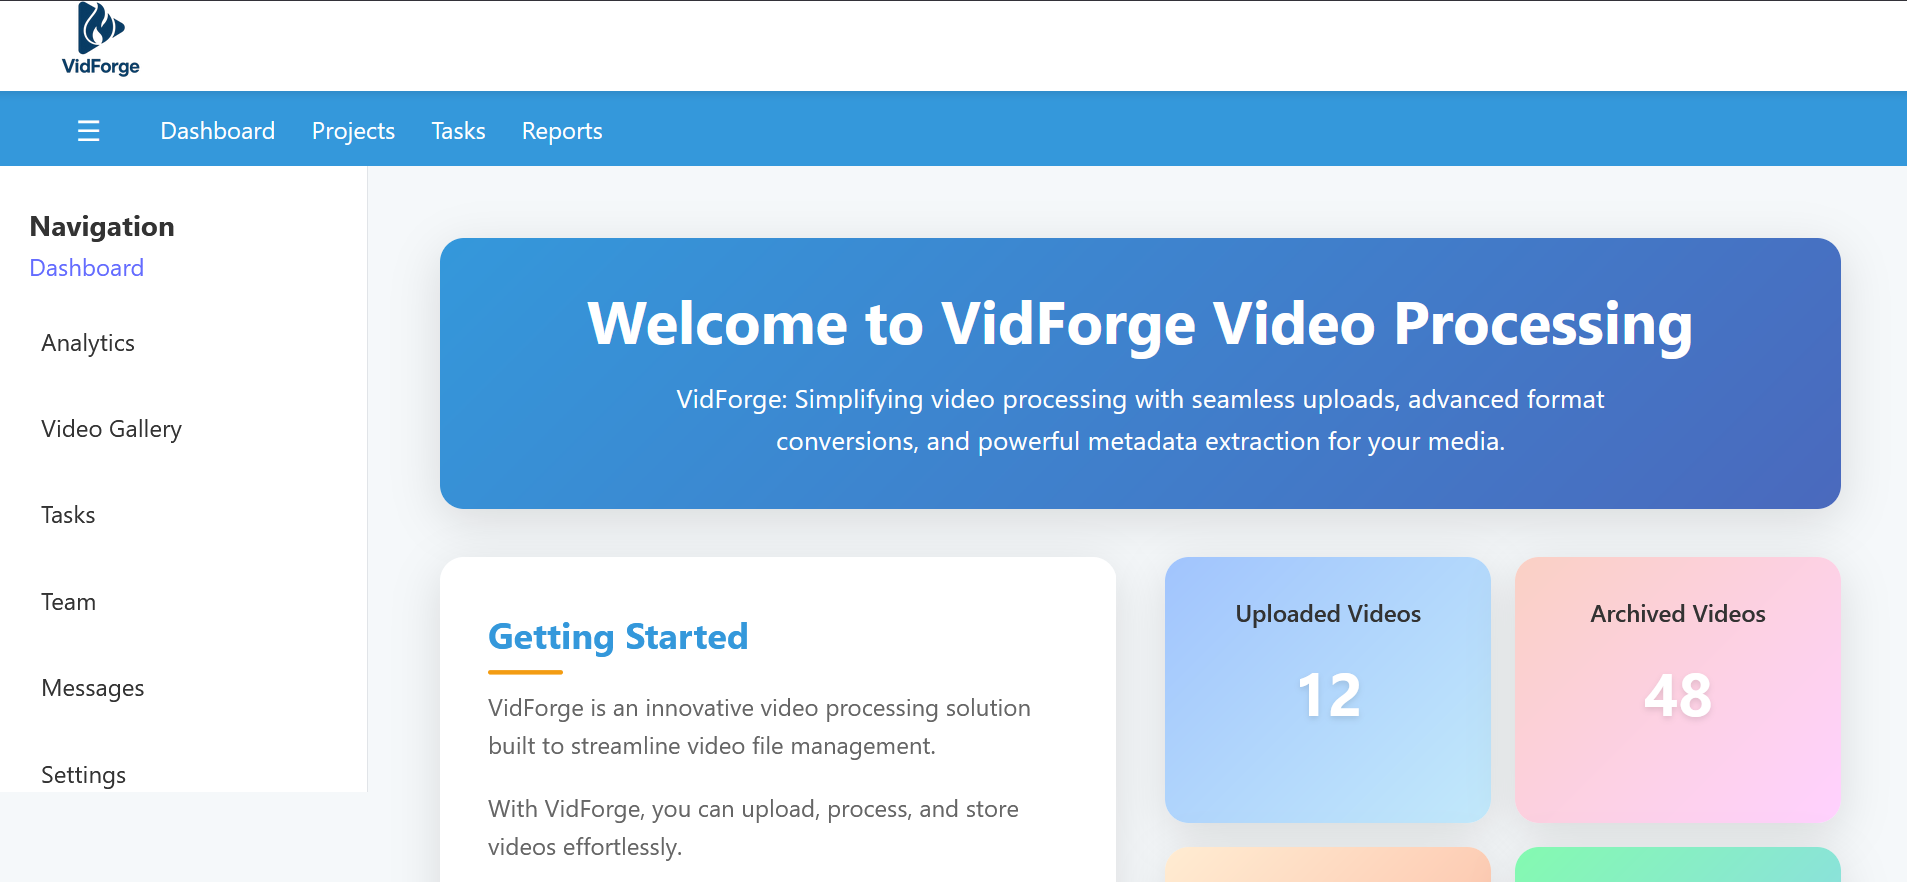 VidForge
☰ Dashboard Projects Tasks Reports
Navigation
Dashboard
Analytics
Video Gallery
Tasks
Team
Messages
Settings
Welcome to VidForge Video Processing
VidForge: Simplifying video processing with seamless uploads, advanced format
conversions, and powerful metadata extraction for your media.
Getting Started
VidForge is an innovative video processing solution
built to streamline video file management.
With VidForge, you can upload, process, and store
videos effortlessly.
Uploaded Videos
12
Archived Videos
48